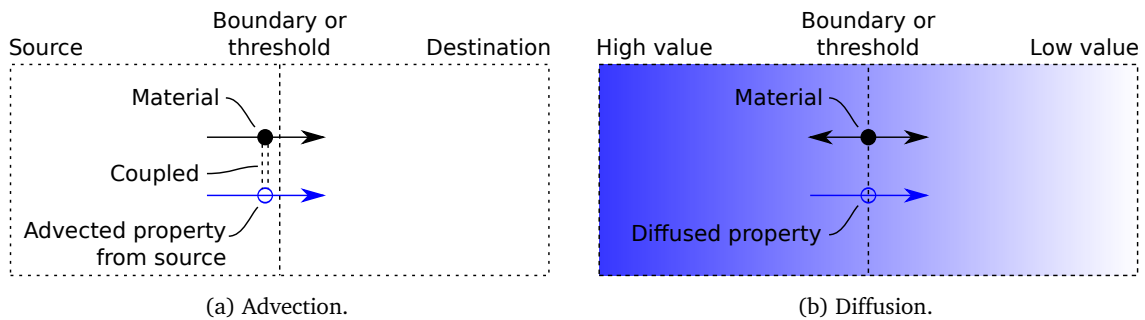 Source
Boundary or
threshold
Destination
Material
Coupled
Advected property
from source
(a) Advection.
High value
Boundary or
threshold
Low value
Material
Diffused property
(b) Diffusion.